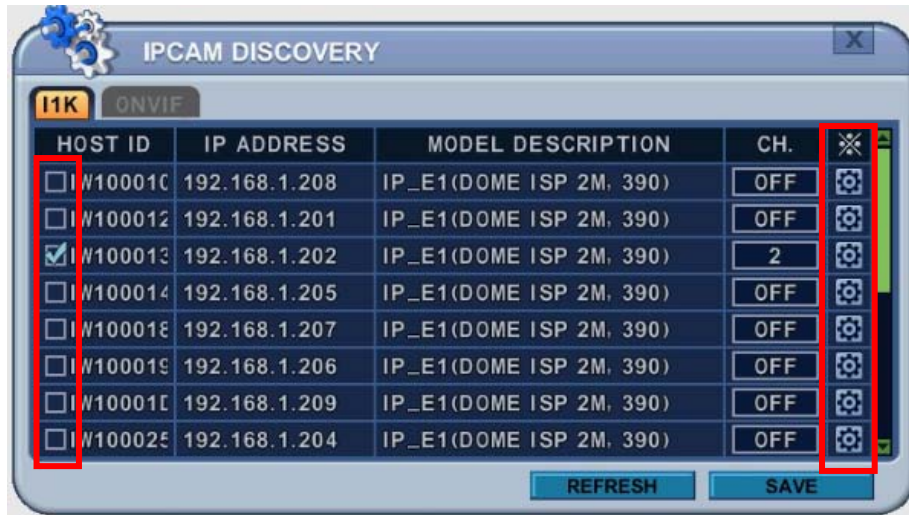 IPCAM DISCOVERY X
I1K ONVIF
HOST ID IP ADDRESS MODEL DESCRIPTION CH. ※
192.168.1.208 IP_E1(DOME ISP 2M, 390) OFF
IW100012 192.168.1.201 IP_E1(DOME ISP 2M, 390) OFF
192.168.1.202 IP_E1(DOME ISP 2M, 390) 2
IW100014 192.168.1.205 IP_E1(DOME ISP 2M, 390) OFF
192.168.1.207 IP_E1(DOME ISP 2M, 390) OFF
192.168.1.206 IP_E1(DOME ISP 2M, 390) OFF
192.168.1.209 IP_E1(DOME ISP 2M, 390) OFF
192.168.1.204 IP_E1(DOME ISP 2M, 390) OFF
REFRESH SAVE